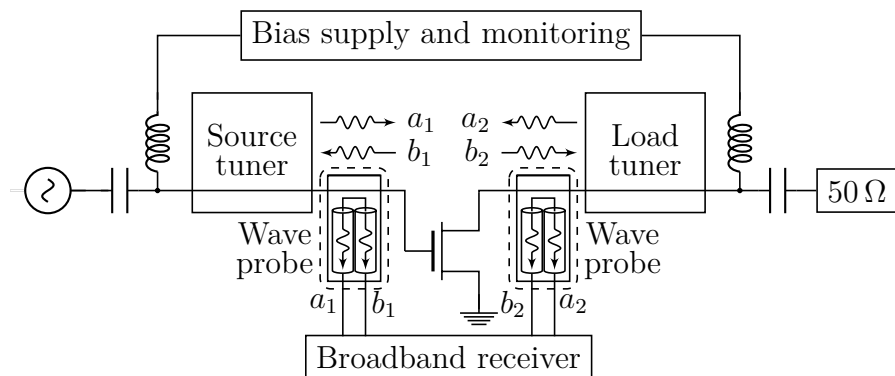 Bias supply and monitoring
Source
tuner
a₁
b₁
a₂
b₂
Load
tuner
50 Ω
Wave
probe
Wave
probe
a₁
b₁
b₂
a₂
Broadband receiver